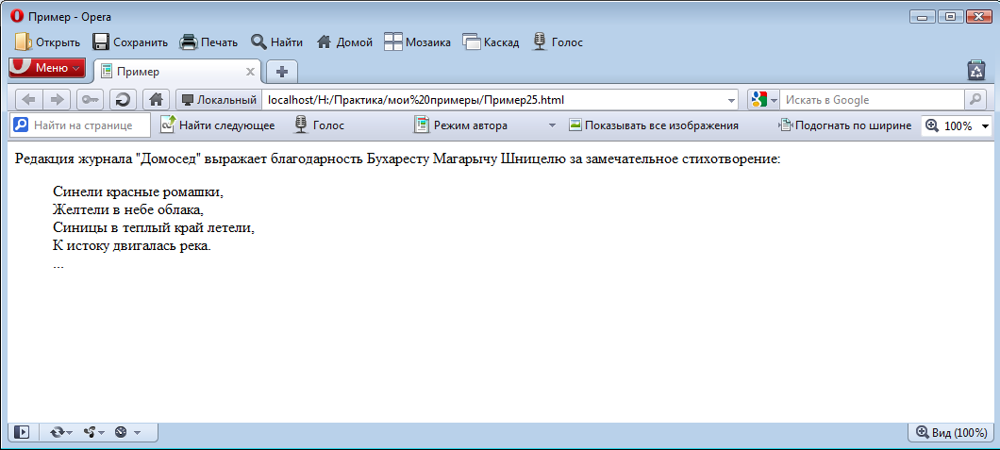 Пример - Opera
Открыть Сохранить Печать Найти Домой Мозаика Каскад Голос
Меню Пример
Локальный localhost/H:/Практика/мои%20примеры/Пример25.html Искать в Google
Найти на странице Найти следующее Голос Режим автора Показывать все изображения Подогнать по ширине 100%
Редакция журнала "Домосед" выражает благодарность Бухаресту Магарычу Шницелю за замечательное стихотворение:
Синели красные ромашки,
Желтели в небе облака,
Синицы в теплый край летели,
К истоку двигалась река.
...
Вид (100%)